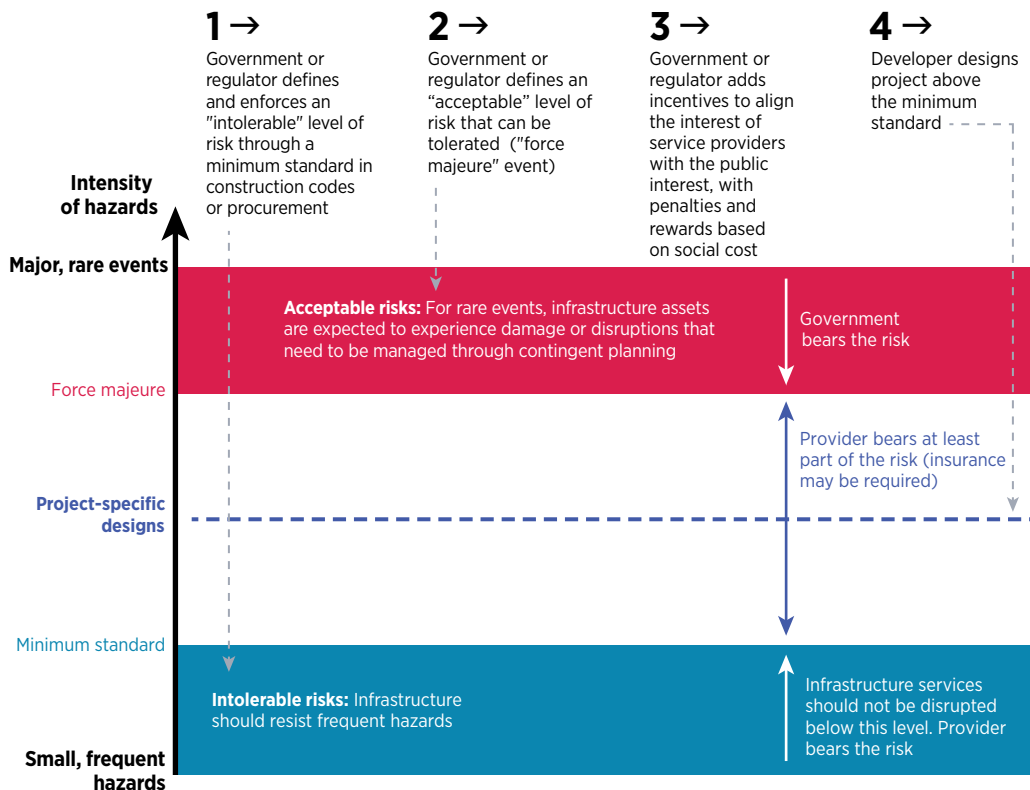 1 →
Government or
regulator defines
and enforces an
"intolerable" level of
risk through a
minimum standard in
construction codes
or procurement
2 →
Government or
regulator defines an
“acceptable” level of
risk that can be
tolerated ("force
majeure" event)
3 →
Government or
regulator adds
incentives to align
the interest of
service providers
with the public
interest, with
penalties and
rewards based
on social cost
4 →
Developer designs
project above
the minimum
standard
Intensity
of hazards
Major, rare events
Acceptable risks: For rare events, infrastructure assets
are expected to experience damage or disruptions that
need to be managed through contingent planning
Government
bears the risk
Force majeure
Provider bears at least
part of the risk (insurance
may be required)
Project-specific
designs
Minimum standard
Intolerable risks: Infrastructure
should resist frequent hazards
Infrastructure services
should not be disrupted
below this level. Provider
bears the risk
Small, frequent
hazards